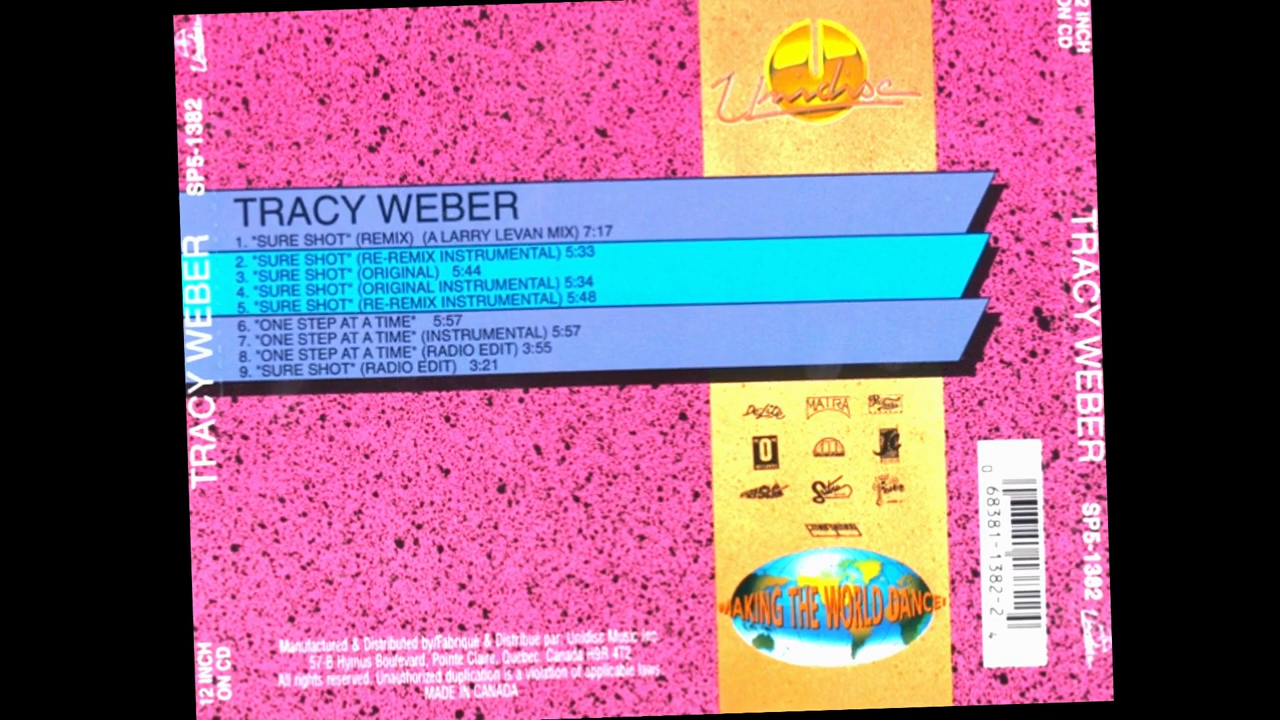 Unidisc
TRACY WEBER
1. "SURE SHOT" (REMIX) (A LARRY LEVAN MIX) 7:17
2. "SURE SHOT" (RE-REMIX INSTRUMENTAL) 5:33
3. "SURE SHOT" (ORIGINAL) 5:44
4. "SURE SHOT" (ORIGINAL INSTRUMENTAL) 5:34
5. "SURE SHOT" (RE-REMIX INSTRUMENTAL) 5:48
6. "ONE STEP AT A TIME" 5:57
7. "ONE STEP AT A TIME" (INSTRUMENTAL) 5:57
8. "ONE STEP AT A TIME" (RADIO EDIT) 3:55
9. "SURE SHOT" (RADIO EDIT) 3:21
De-Lite
MATRA
"O"
MAKING THE WORLD DANCE!
Manufactured & Distributed by/Fabriqué & Distribué par: Unidisc Music Inc.
57-B Hymus Boulevard, Pointe Claire, Québec, Canada H9R 4T2
All rights reserved. Unauthorized duplication is a violation of applicable laws.
MADE IN CANADA
12 INCH
ON CD
TRACY WEBER
SP5-1382
Unidisc
12 INCH
ON CD
TRACY WEBER
SP5-1382
Unidisc
0 68381-1382-2 4